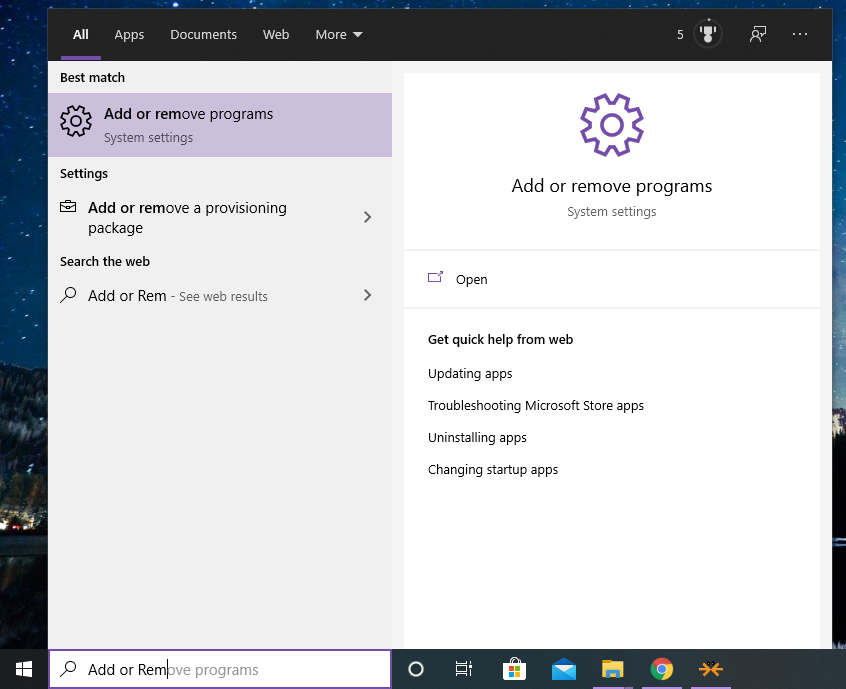 All Apps Documents Web More 5
Best match
Add or remove programs
System settings
Settings
Add or remove a provisioning
package
Search the web
Add or Rem - See web results
Add or remove programs
System settings
Open
Get quick help from web
Updating apps
Troubleshooting Microsoft Store apps
Uninstalling apps
Changing startup apps
Add or Remove programs